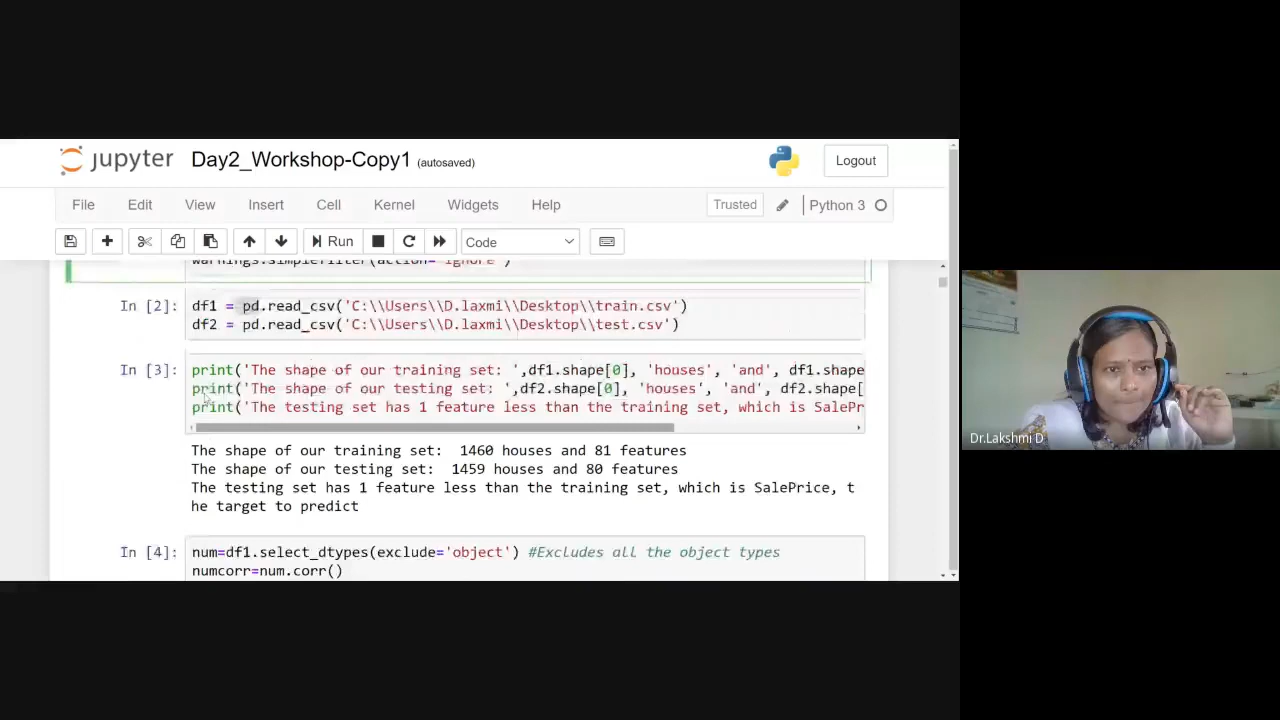 jupyter Day2_Workshop-Copy1 (autosaved) Logout
File Edit View Insert Cell Kernel Widgets Help Trusted Python 3
Run Code
warnings.simplefilter(action='ignore')
In [2]: df1 = pd.read_csv('C:\\Users\\D.laxmi\\Desktop\\train.csv')
df2 = pd.read_csv('C:\\Users\\D.laxmi\\Desktop\\test.csv')
In [3]: print('The shape of our training set: ',df1.shape[0], 'houses', 'and', df1.shape
print('The shape of our testing set: ',df2.shape[0], 'houses', 'and', df2.shape[
print('The testing set has 1 feature less than the training set, which is SalePr
The shape of our training set:  1460 houses and 81 features
The shape of our testing set:  1459 houses and 80 features
The testing set has 1 feature less than the training set, which is SalePrice, t
he target to predict
In [4]: num=df1.select_dtypes(exclude='object') #Excludes all the object types
numcorr=num.corr()
Dr.Lakshmi D